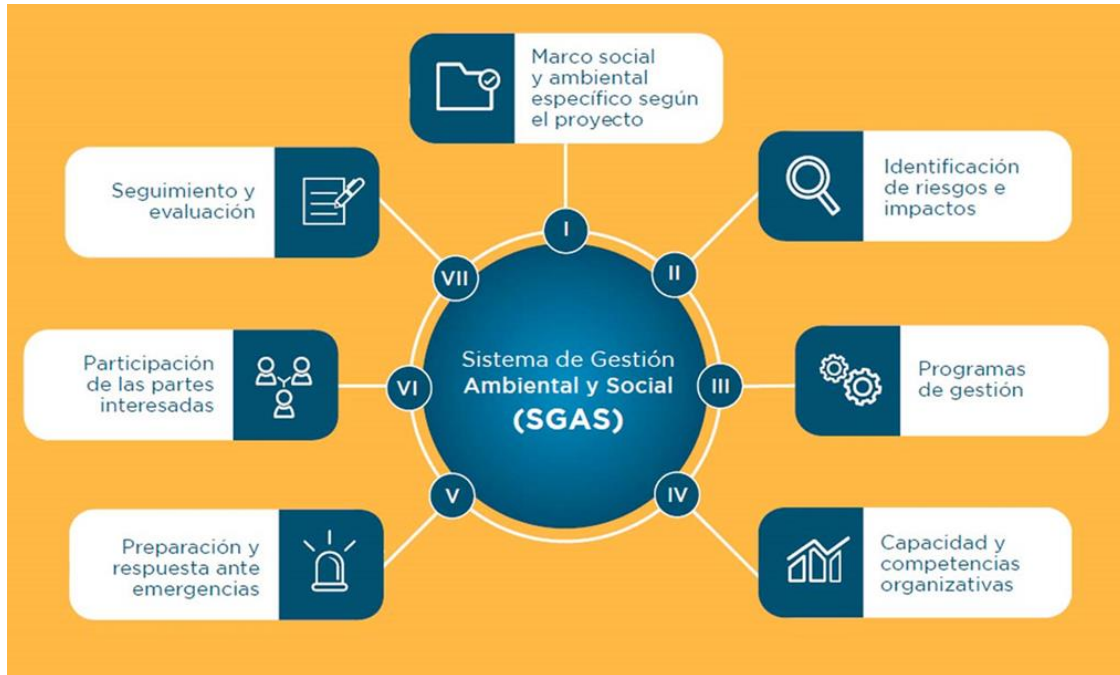 Marco social
y ambiental
específico según
el proyecto
Identificación
de riesgos e
impactos
Programas
de gestión
Capacidad y
competencias
organizativas
Preparación y
respuesta ante
emergencias
Participación
de las partes
interesadas
Seguimiento y
evaluación
I
II
III
IV
V
VI
VII
Sistema de Gestión
Ambiental y Social
(SGAS)